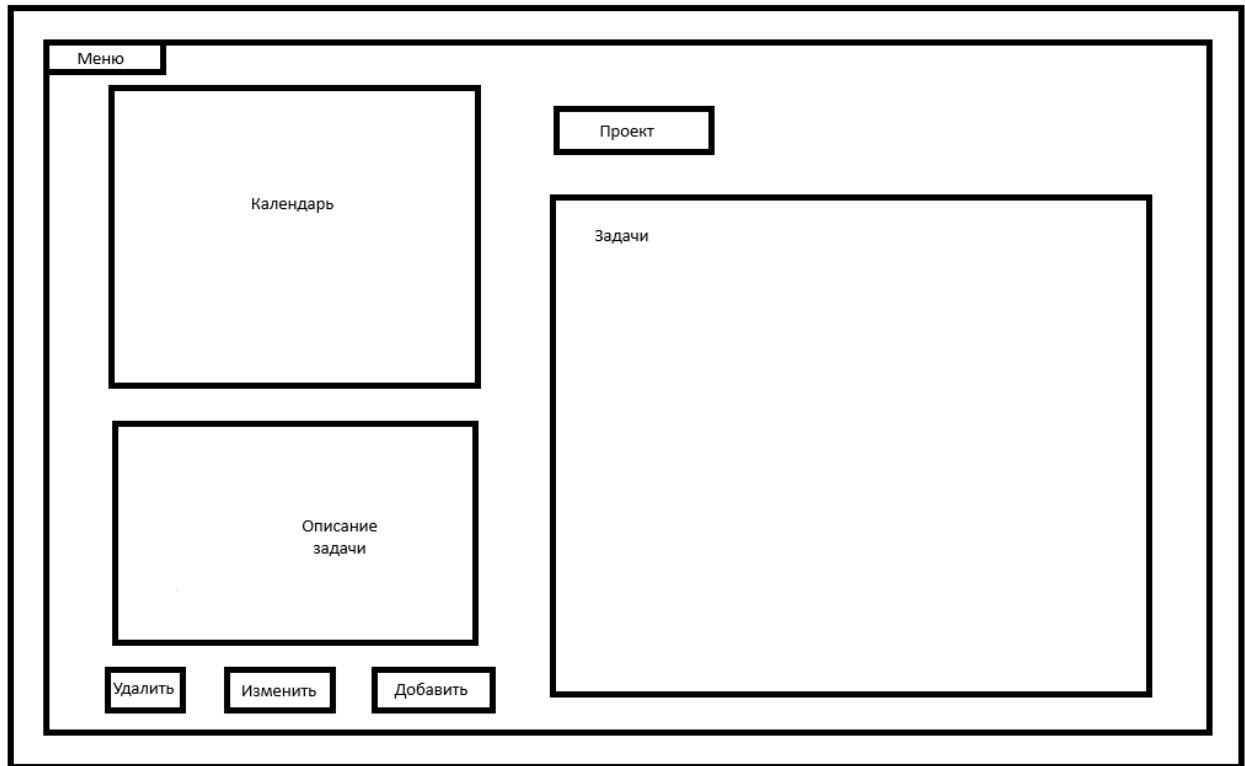 Меню
Календарь
Проект
Задачи
Описание
задачи
Удалить
Изменить
Добавить